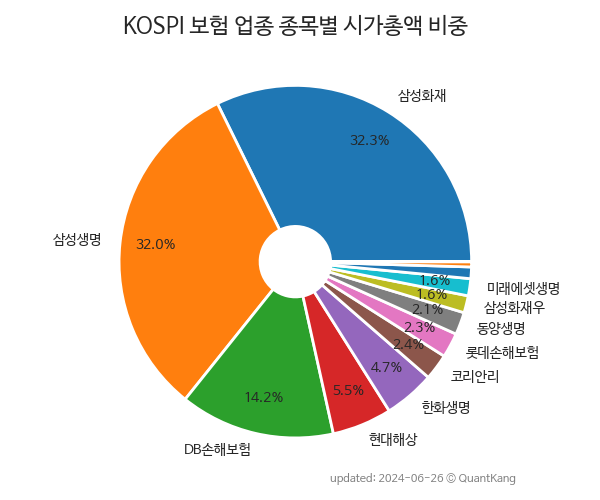 KOSPI 보험 업종 종목별 시가총액 비중
삼성화재
32.3%
삼성생명
32.0%
DB손해보험
14.2%
현대해상
5.5%
한화생명
4.7%
코리안리
2.4%
롯데손해보험
2.3%
동양생명
2.1%
삼성화재우
1.6%
미래에셋생명
1.6%
updated: 2024-06-26 © QuantKang